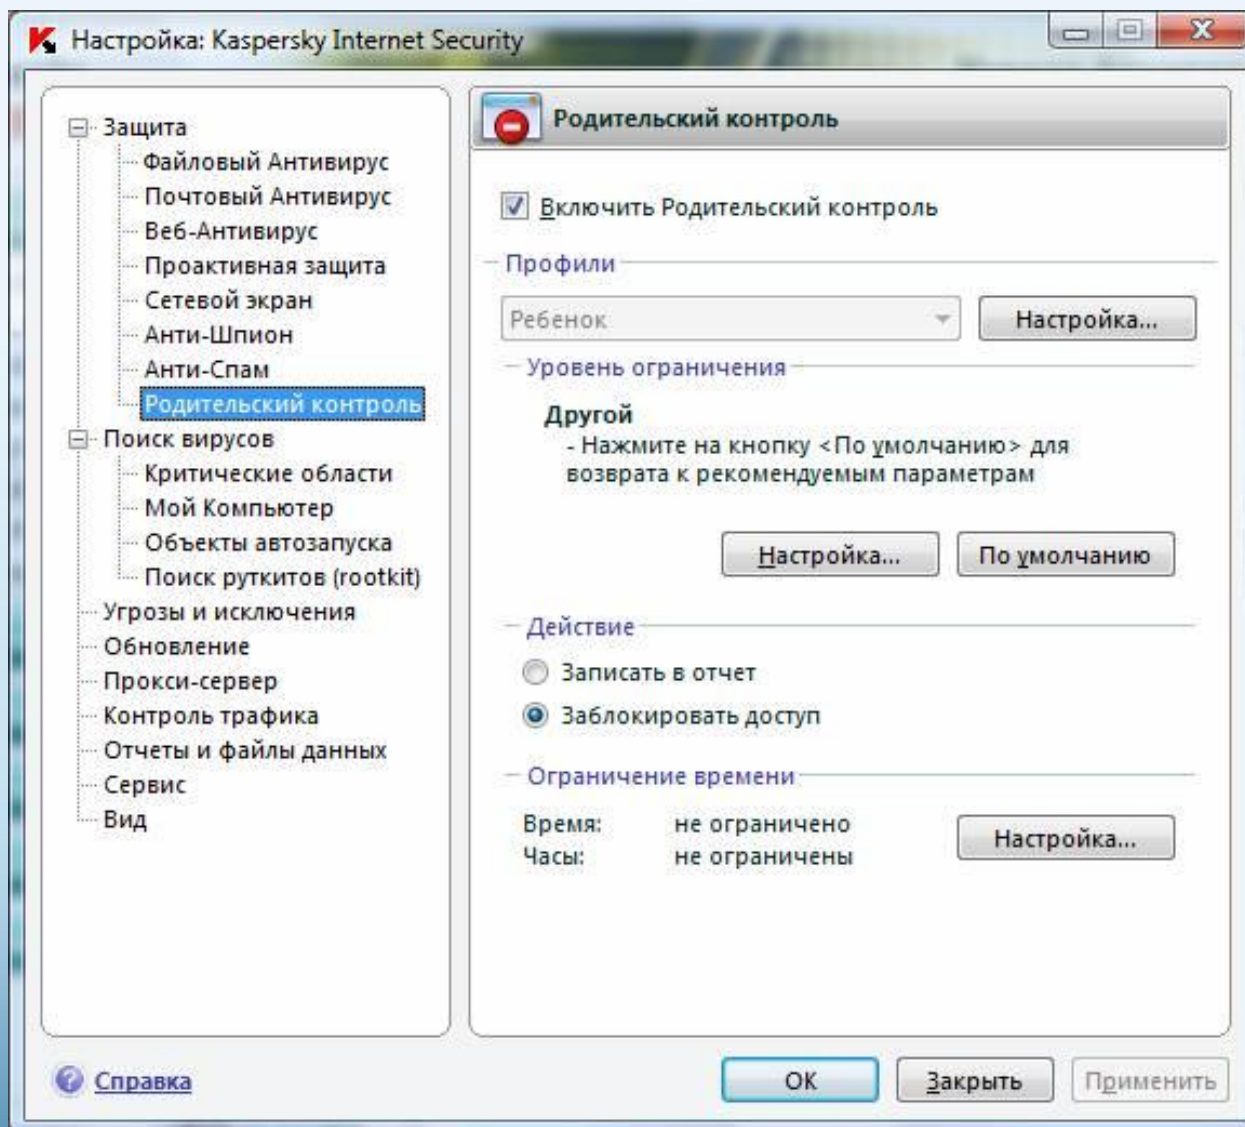 Настройка: Kaspersky Internet Security
Защита
Файловый Антивирус
Почтовый Антивирус
Веб-Антивирус
Проактивная защита
Сетевой экран
Анти-Шпион
Анти-Спам
Родительский контроль
Поиск вирусов
Критические области
Мой Компьютер
Объекты автозапуска
Поиск руткитов (rootkit)
Угрозы и исключения
Обновление
Прокси-сервер
Контроль трафика
Отчеты и файлы данных
Сервис
Вид
Родительский контроль
Включить Родительский контроль
Профили
Ребенок
Настройка...
Уровень ограничения
Другой
- Нажмите на кнопку <По умолчанию> для
возврата к рекомендуемым параметрам
Настройка... По умолчанию
Действие
Записать в отчет
Заблокировать доступ
Ограничение времени
Время: не ограничено
Часы: не ограничены
Настройка...
Справка
OK Закрыть Применить